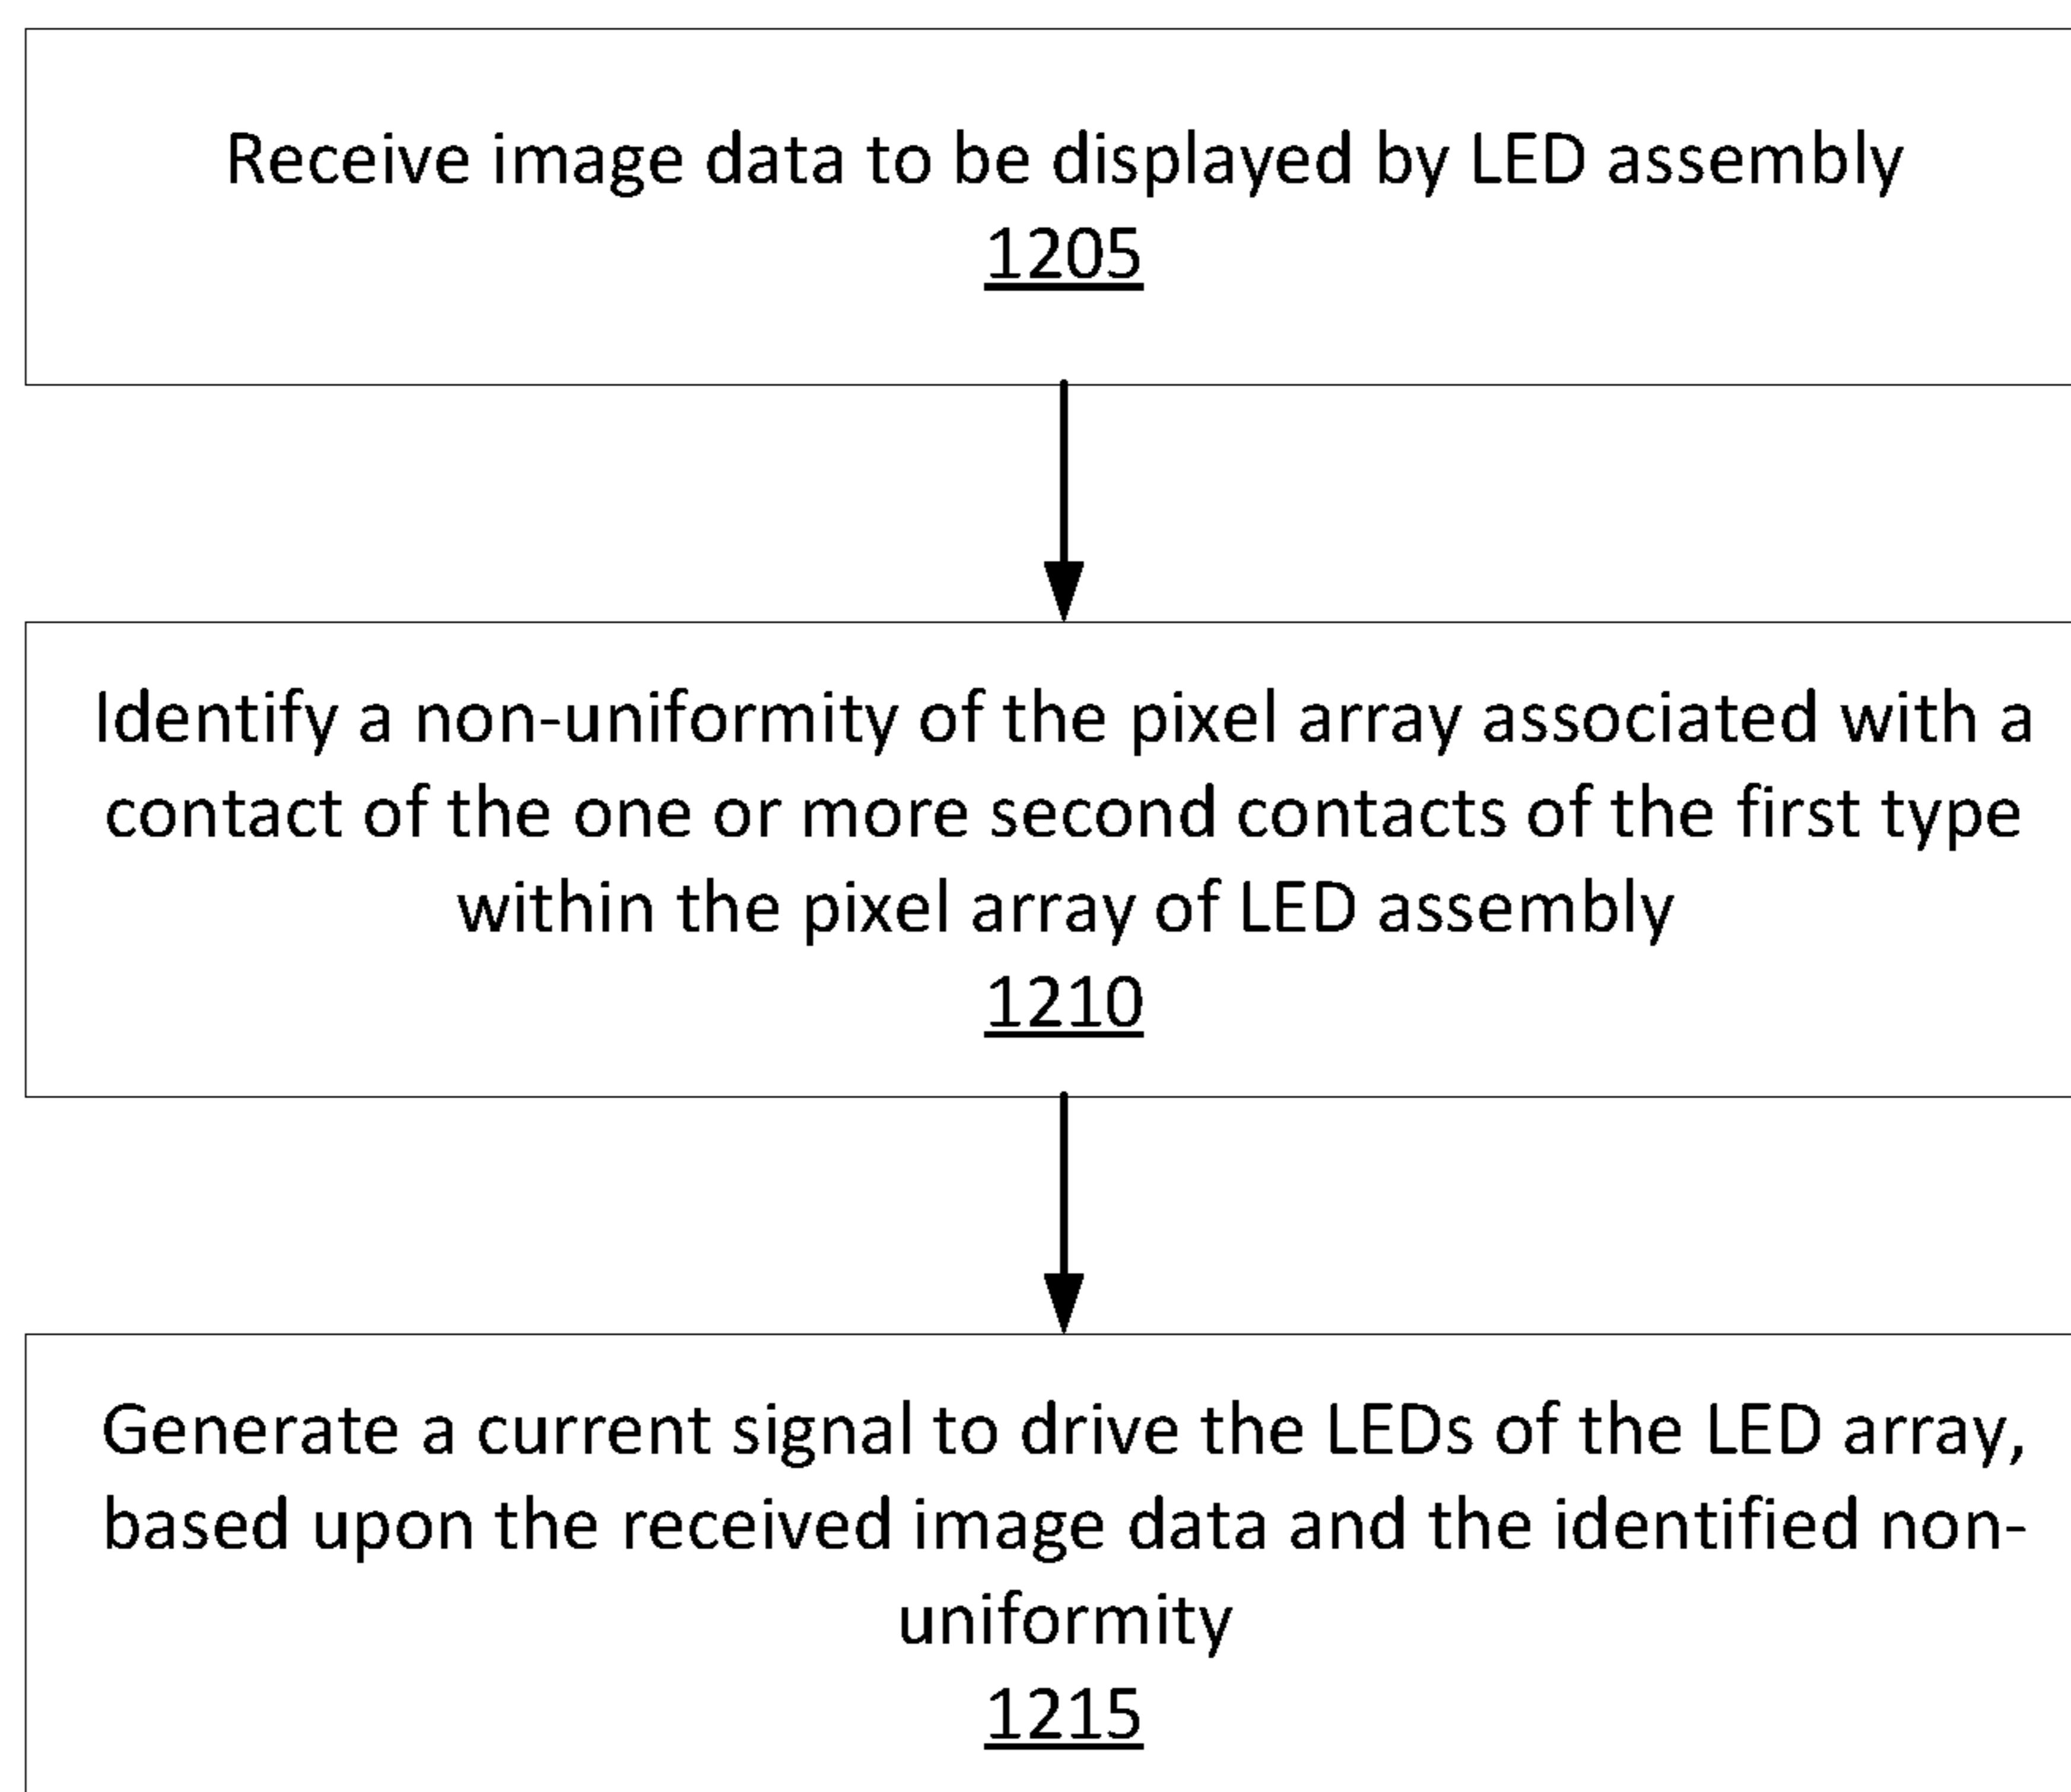 Receive image data to be displayed by LED assembly
1205
Identify a non-uniformity of the pixel array associated with a
contact of the one or more second contacts of the first type
within the pixel array of LED assembly
1210
Generate a current signal to drive the LEDs of the LED array,
based upon the received image data and the identified non-
uniformity
1215